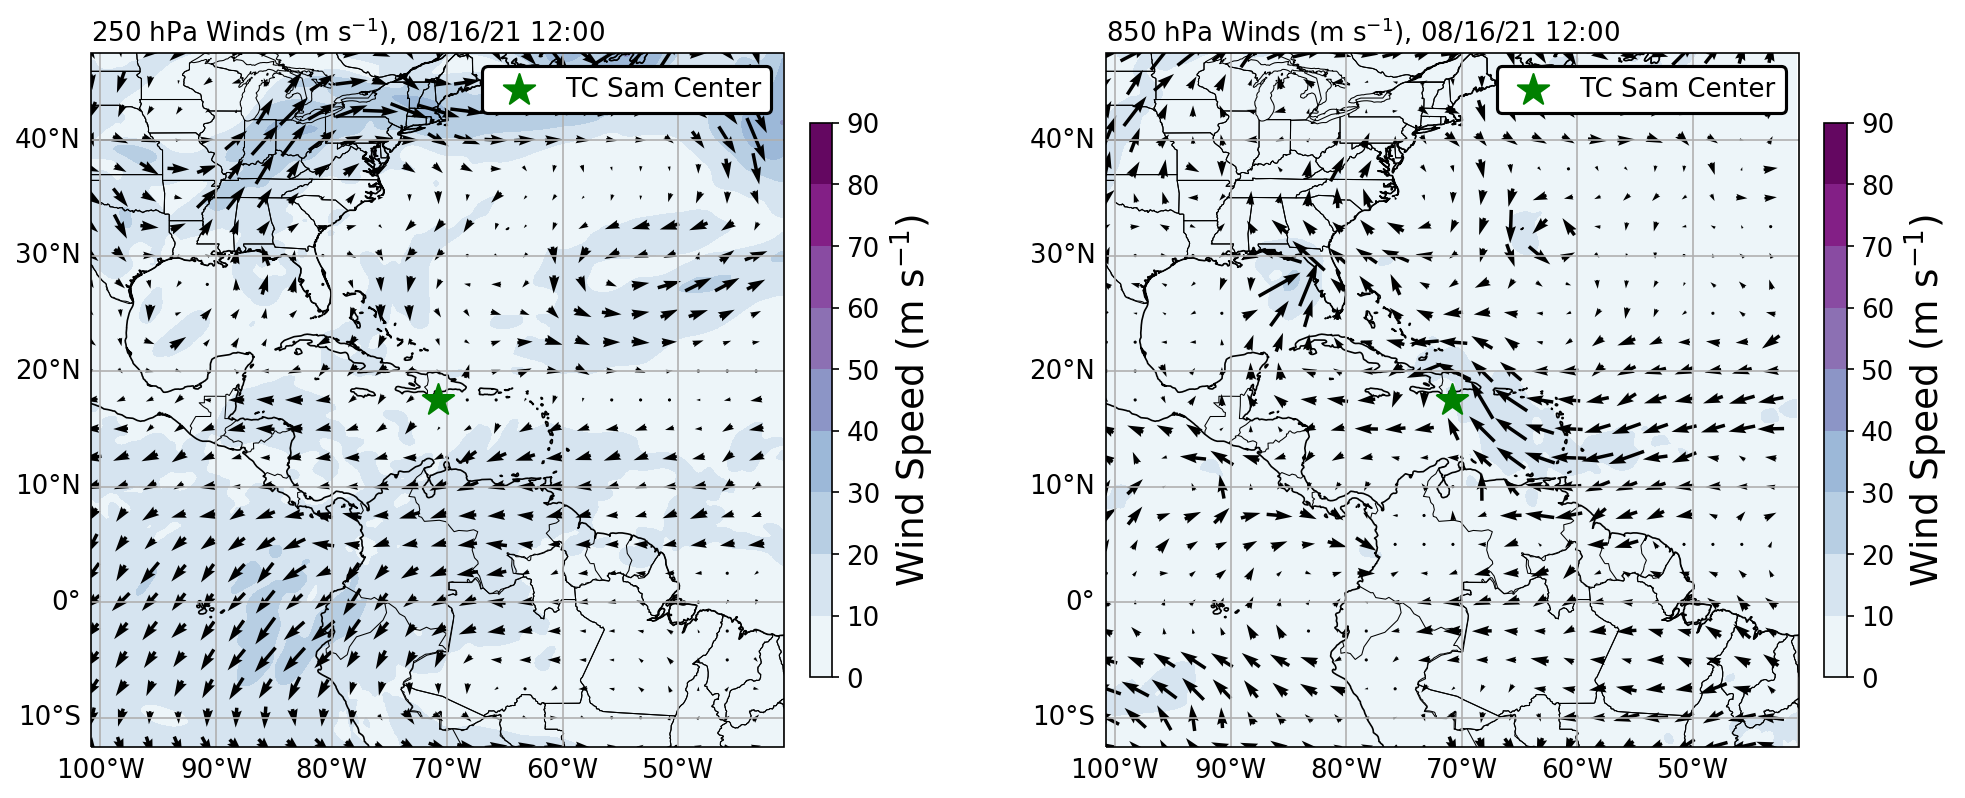 250 hPa Winds (m s⁻¹), 08/16/21 12:00
TC Sam Center
40°N
30°N
20°N
10°N
0°
10°S
100°W 90°W 80°W 70°W 60°W 50°W
90
80
70
60
50
40
30
20
10
0
Wind Speed (m s⁻¹)
850 hPa Winds (m s⁻¹), 08/16/21 12:00
TC Sam Center
40°N
30°N
20°N
10°N
0°
10°S
100°W 90°W 80°W 70°W 60°W 50°W
90
80
70
60
50
40
30
20
10
0
Wind Speed (m s⁻¹)